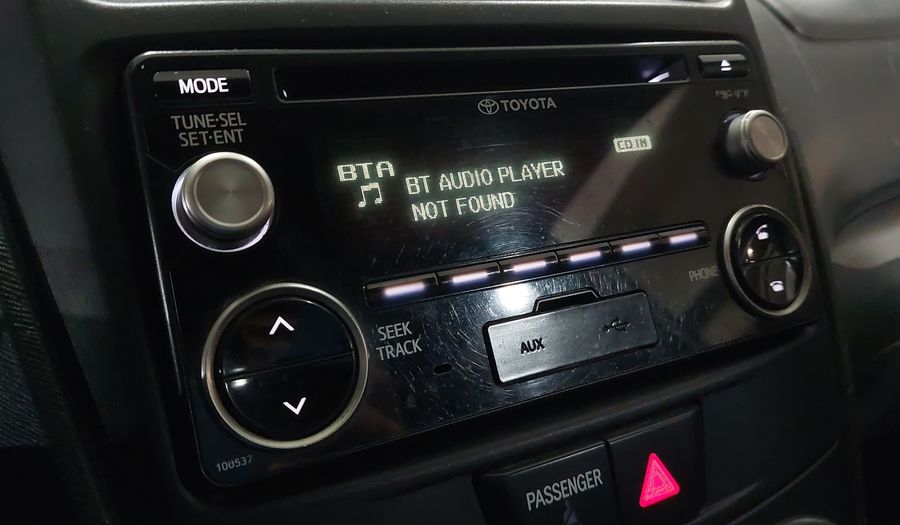 MODE
TUNE·SEL
SET·ENT
TOYOTA
CD IN
BTA
BT AUDIO PLAYER
NOT FOUND
PHONE
SEEK
TRACK
AUX
100537
PASSENGER